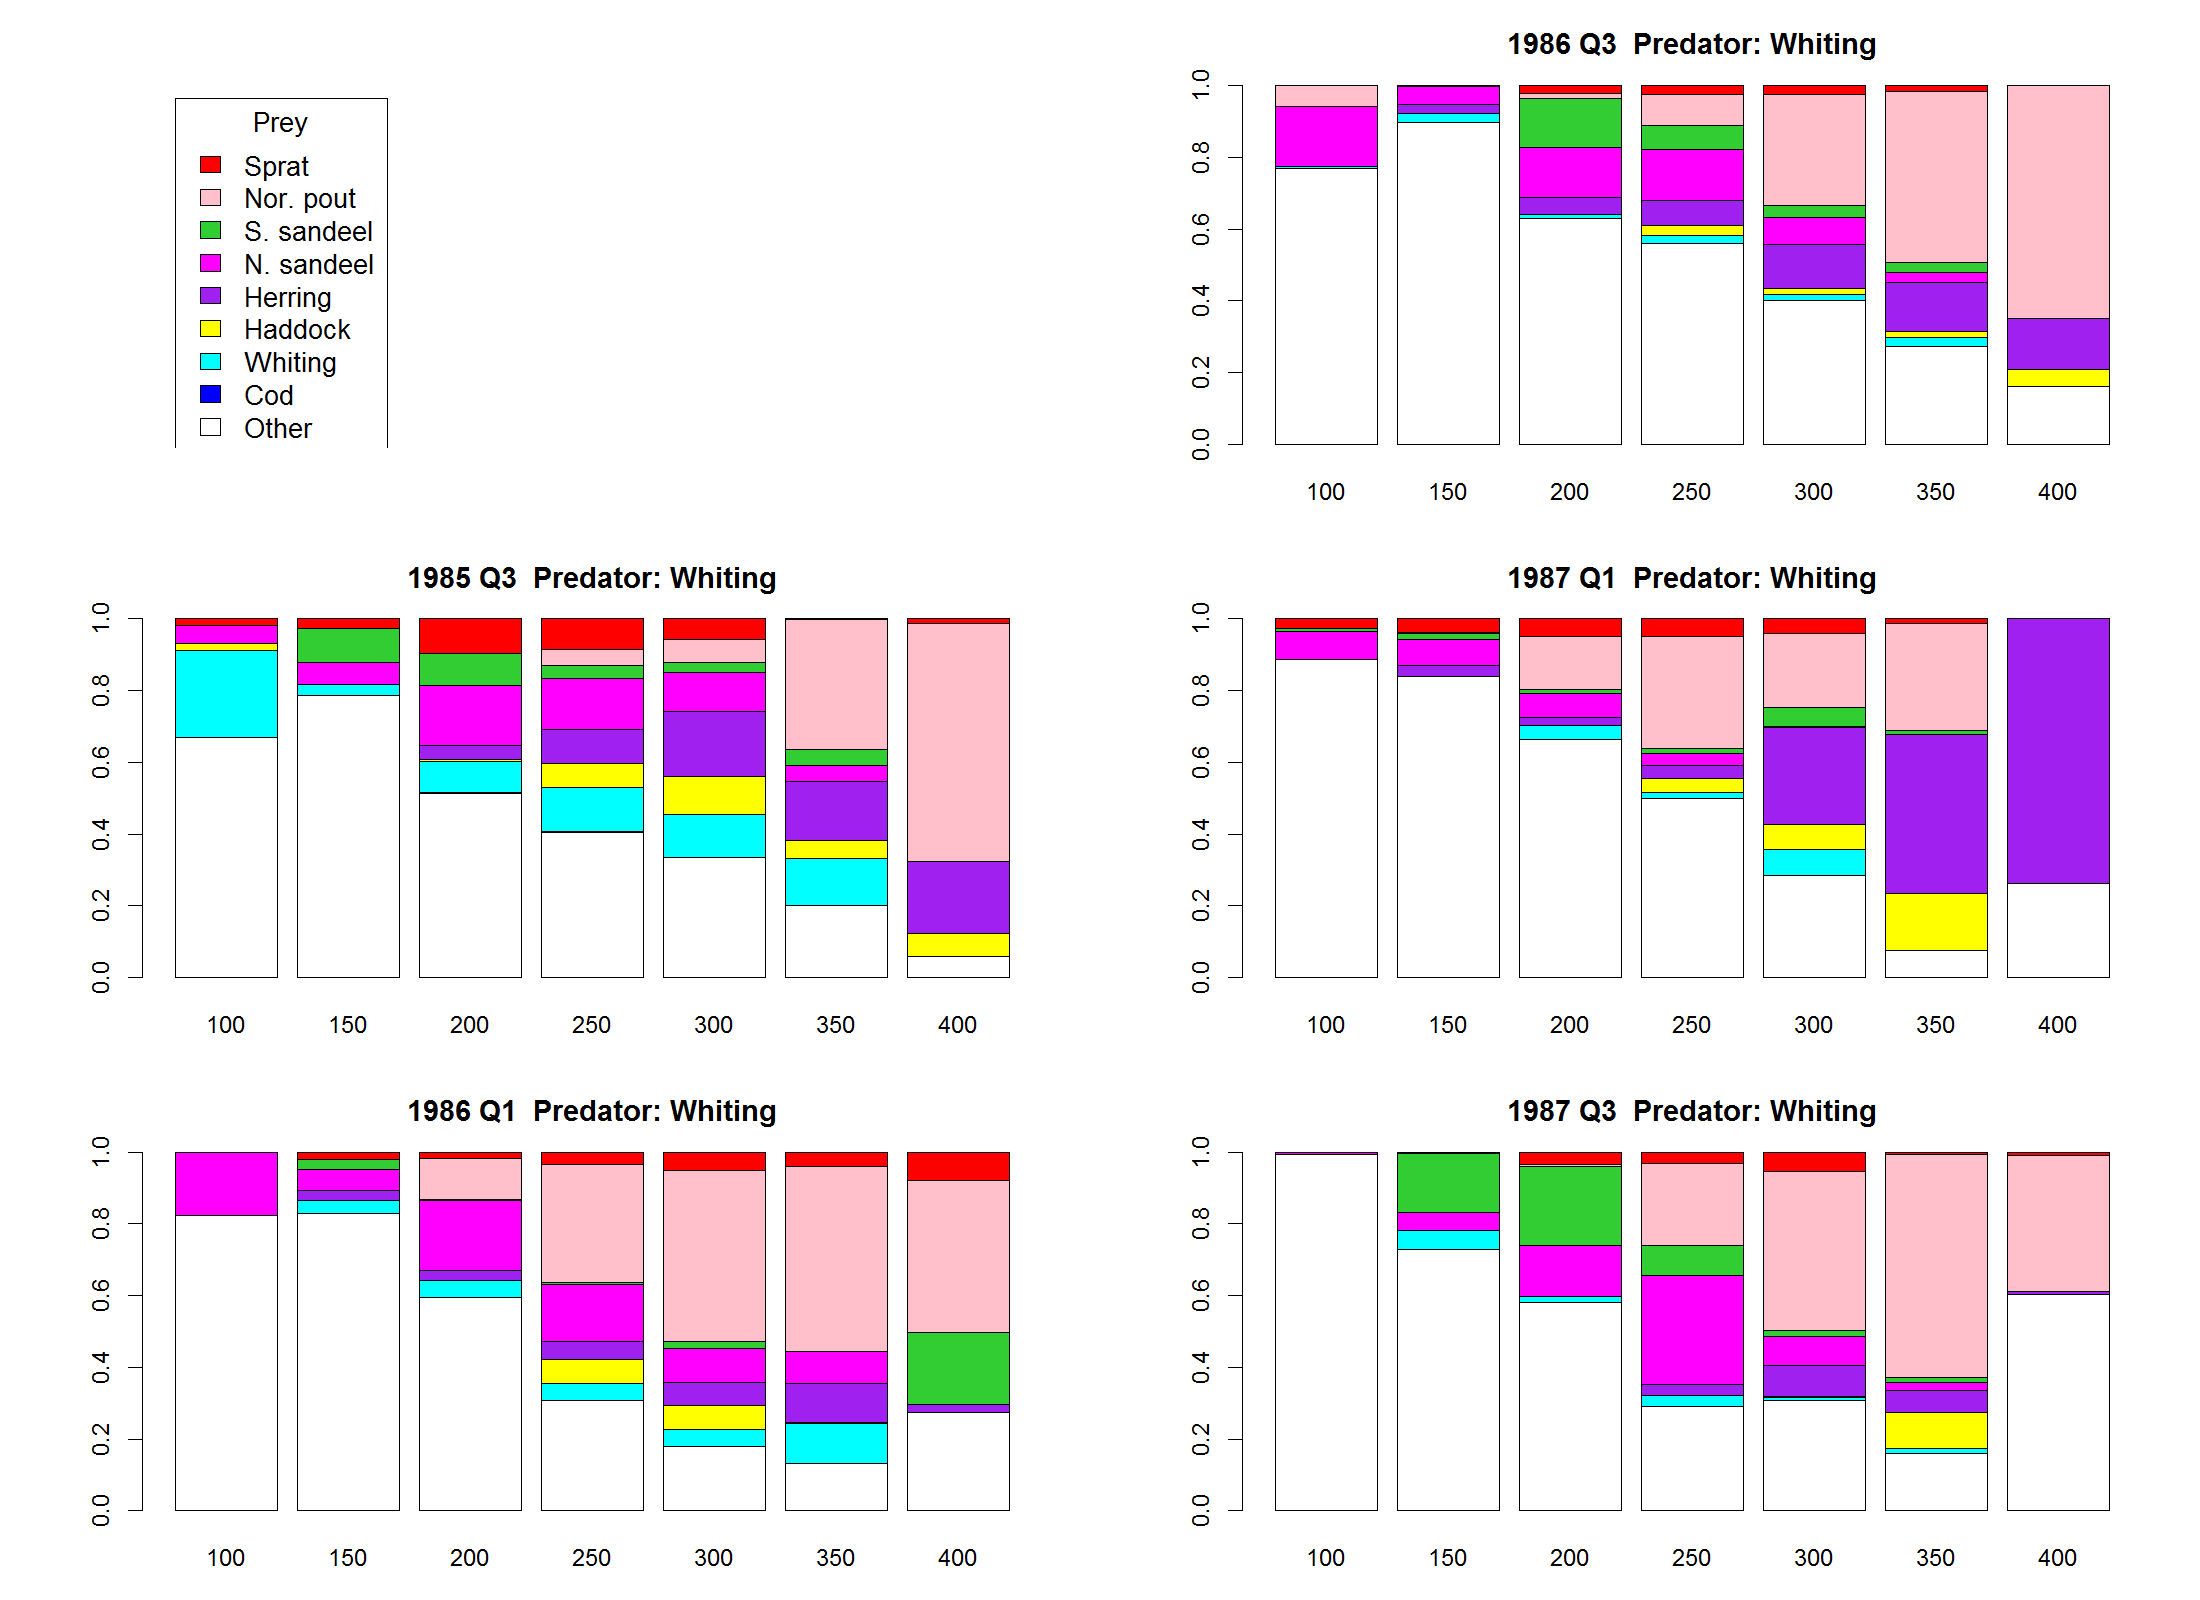 Prey
Sprat
Nor. pout
S. sandeel
N. sandeel
Herring
Haddock
Whiting
Cod
Other
1985 Q3  Predator: Whiting
0.0 0.2 0.4 0.6 0.8 1.0
100 150 200 250 300 350 400
1986 Q1  Predator: Whiting
0.0 0.2 0.4 0.6 0.8 1.0
100 150 200 250 300 350 400
1986 Q3  Predator: Whiting
0.0 0.2 0.4 0.6 0.8 1.0
100 150 200 250 300 350 400
1987 Q1  Predator: Whiting
0.0 0.2 0.4 0.6 0.8 1.0
100 150 200 250 300 350 400
1987 Q3  Predator: Whiting
0.0 0.2 0.4 0.6 0.8 1.0
100 150 200 250 300 350 400